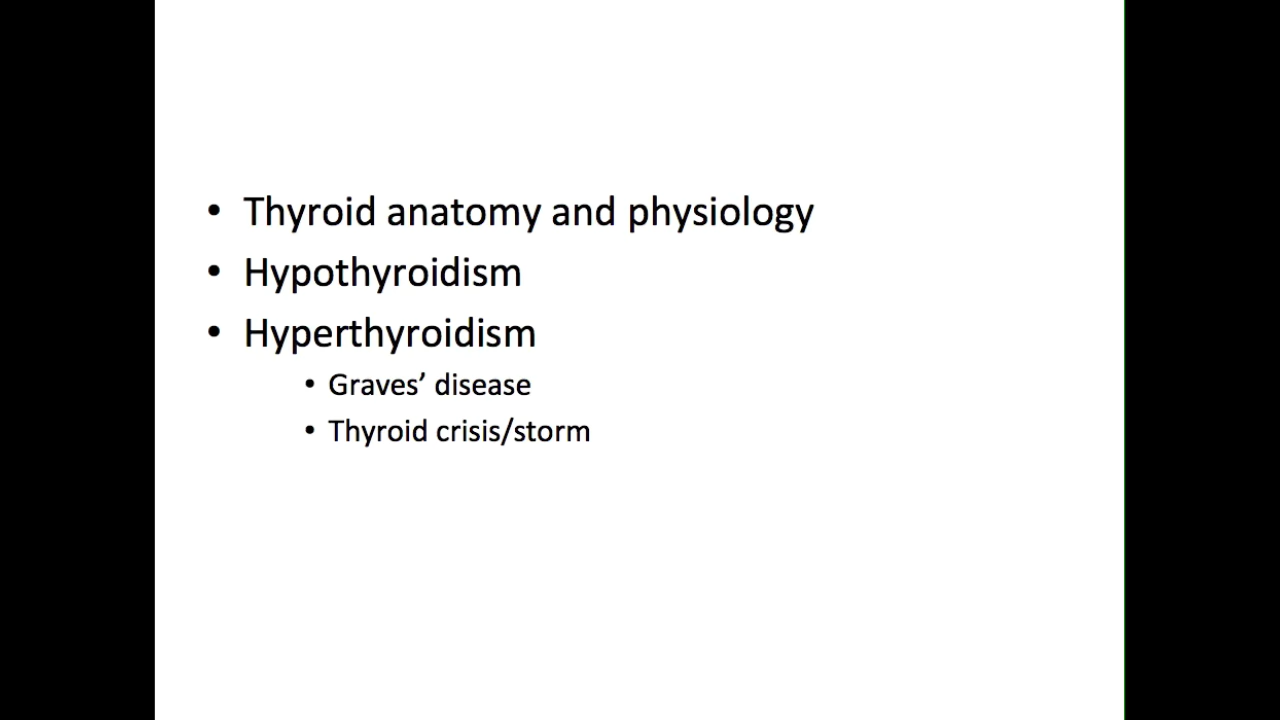 • Thyroid anatomy and physiology
• Hypothyroidism
• Hyperthyroidism
• Graves’ disease
• Thyroid crisis/storm